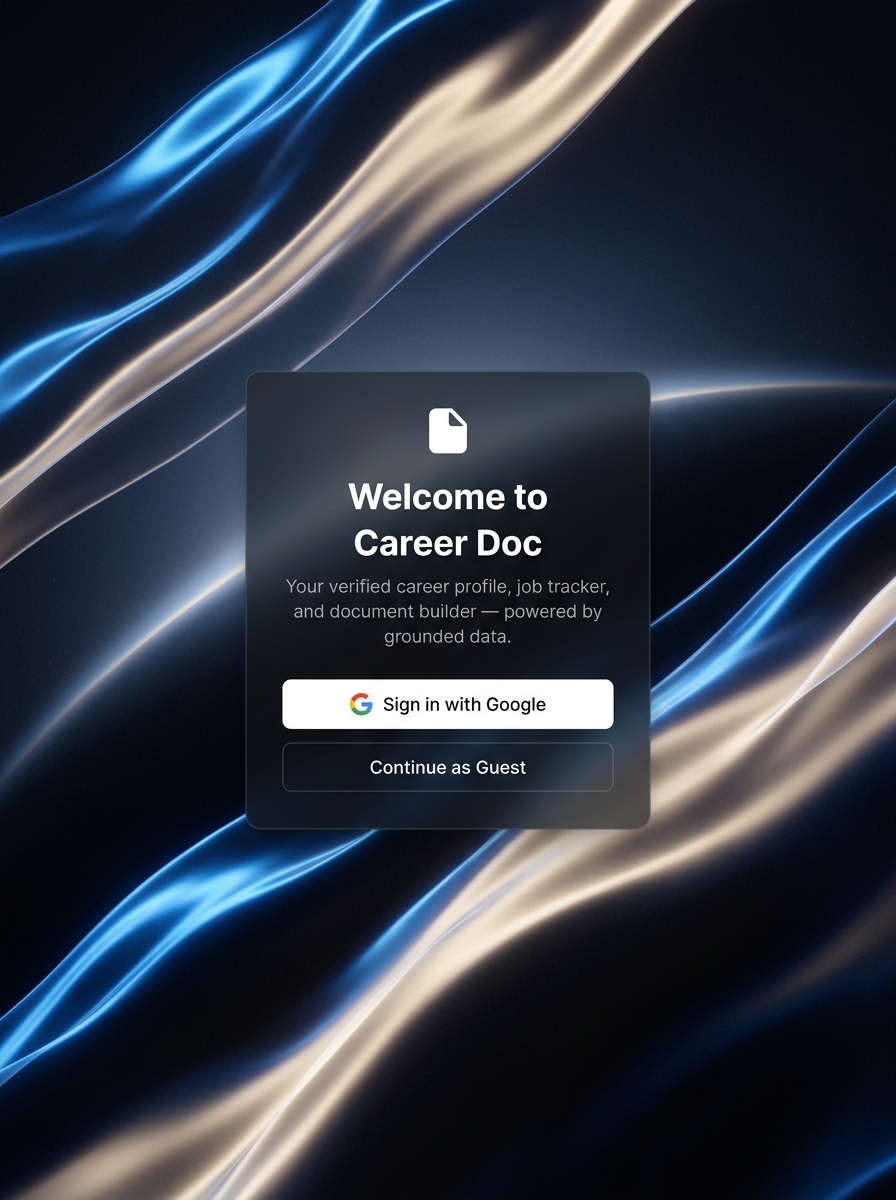 Welcome to
Career Doc
Your verified career profile, job tracker,
and document builder — powered by
grounded data.
Sign in with Google
Continue as Guest